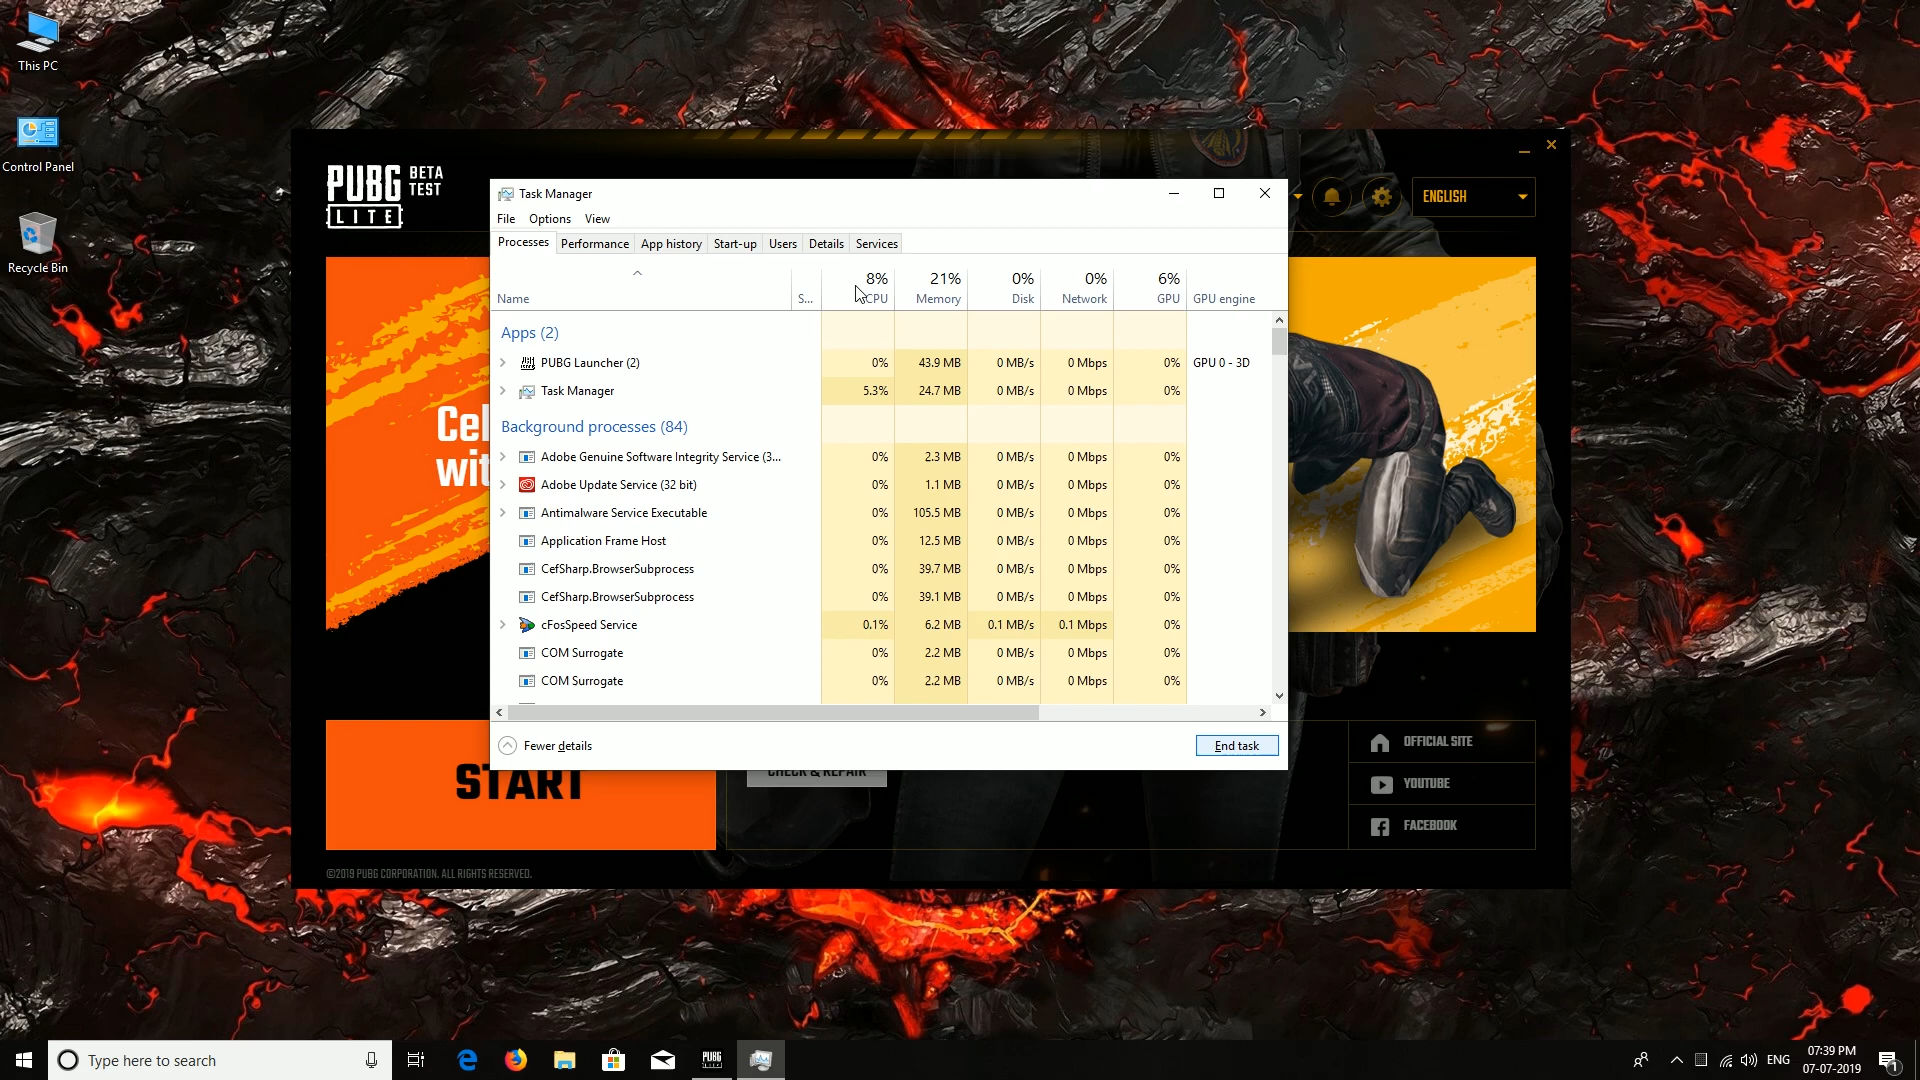 This PC
Control Panel
Recycle Bin
PUBG BETA TEST
LITE
ENGLISH
Task Manager
File Options View
Processes Performance App history Start-up Users Details Services
8% 21% 0% 0% 6%
Name S... CPU Memory Disk Network GPU GPU engine
Apps (2)
PUBG Launcher (2) 0% 43.9 MB 0 MB/s 0 Mbps 0% GPU 0 - 3D
Task Manager 5.3% 24.7 MB 0 MB/s 0 Mbps 0%
Background processes (84)
Adobe Genuine Software Integrity Service (3... 0% 2.3 MB 0 MB/s 0 Mbps 0%
Adobe Update Service (32 bit) 0% 1.1 MB 0 MB/s 0 Mbps 0%
Antimalware Service Executable 0% 105.5 MB 0 MB/s 0 Mbps 0%
Application Frame Host 0% 12.5 MB 0 MB/s 0 Mbps 0%
CefSharp.BrowserSubprocess 0% 39.7 MB 0 MB/s 0 Mbps 0%
CefSharp.BrowserSubprocess 0% 39.1 MB 0 MB/s 0 Mbps 0%
cFosSpeed Service 0.1% 6.2 MB 0.1 MB/s 0.1 Mbps 0%
COM Surrogate 0% 2.2 MB 0 MB/s 0 Mbps 0%
COM Surrogate 0% 2.2 MB 0 MB/s 0 Mbps 0%
Fewer details End task
Cel
wit
START
CHECK & REPAIR
OFFICIAL SITE
YOUTUBE
FACEBOOK
©2019 PUBG CORPORATION. ALL RIGHTS RESERVED.
Type here to search
PUBG
ENG
07:39 PM
07-07-2019
1